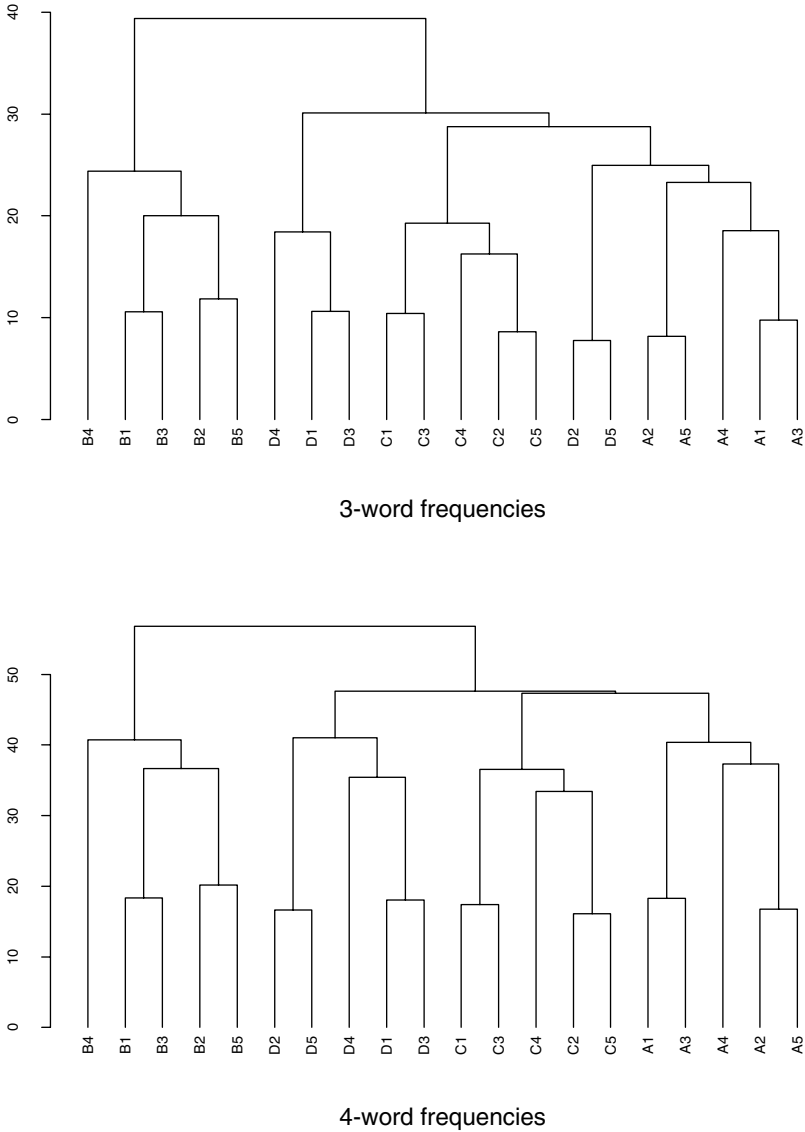 40
30
20
10
0
B4 B1 B3 B2 B5 D4 D1 D3 C1 C3 C4 C2 C5 D2 D5 A2 A5 A4 A1 A3
3-word frequencies
50
40
30
20
10
0
B4 B1 B3 B2 B5 D2 D5 D4 D1 D3 C1 C3 C4 C2 C5 A1 A3 A4 A2 A5
4-word frequencies